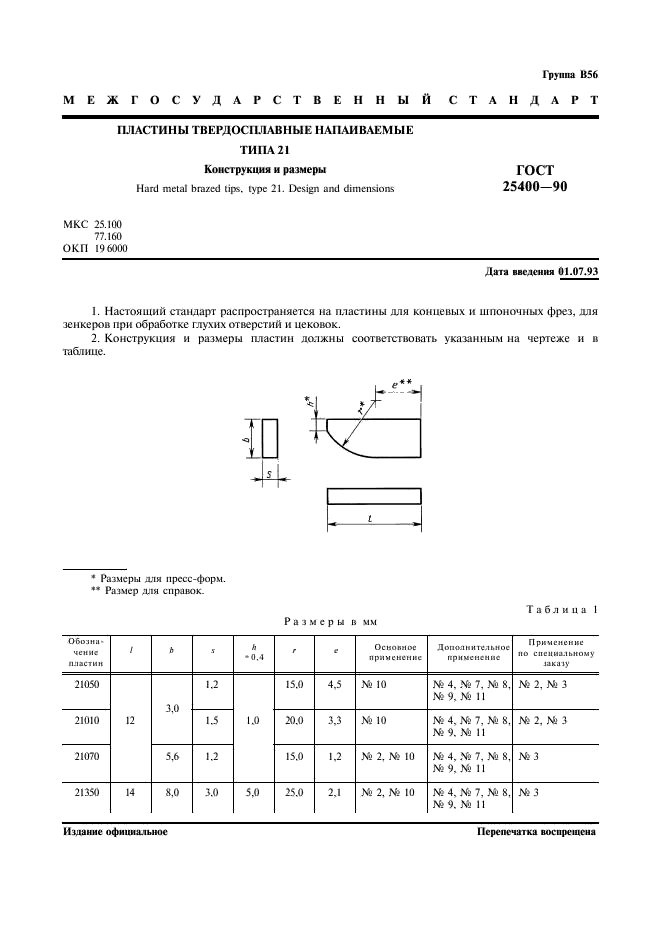 Группа В56
МЕЖГОСУДАРСТВЕННЫЙ СТАНДАРТ
ПЛАСТИНЫ ТВЕРДОСПЛАВНЫЕ НАПАИВАЕМЫЕ
ТИПА 21
Конструкция и размеры
Hard metal brazed tips, type 21. Design and dimensions
ГОСТ
25400—90
МКС 25.100
77.160
ОКП 19 6000
Дата введения 01.07.93
1. Настоящий стандарт распространяется на пластины для концевых и шпоночных фрез, для
зенкеров при обработке глухих отверстий и цековок.
2. Конструкция и размеры пластин должны соответствовать указанным на чертеже и в
таблице.
e**
h*
r*
b
s
l
* Размеры для пресс-форм.
** Размер для справок.
Таблица 1
Размеры в мм
Обозна-
чение
пластин
l
b
s
h
+0,4
r
e
Основное
применение
Дополнительное
применение
Применение
по специальному
заказу
21050
12
3,0
1,2
1,0
15,0
4,5
№ 10
№ 4, № 7, № 8,
№ 9, № 11
№ 2, № 3
21010
1,5
20,0
3,3
№ 10
№ 4, № 7, № 8,
№ 9, № 11
№ 2, № 3
21070
5,6
1,2
15,0
1,2
№ 2, № 10
№ 4, № 7, № 8,
№ 9, № 11
№ 3
21350
14
8,0
3,0
5,0
25,0
2,1
№ 2, № 10
№ 4, № 7, № 8,
№ 9, № 11
№ 3
Издание официальное
Перепечатка воспрещена